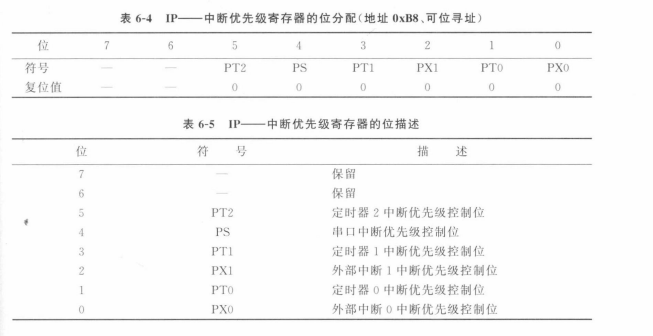 表 6-4 IP——中断优先级寄存器的位分配(地址 0xB8、可位寻址)
位 7 6 5 4 3 2 1 0
符号 — — PT2 PS PT1 PX1 PT0 PX0
复位值 — — 0 0 0 0 0 0
表 6-5 IP——中断优先级寄存器的位描述
位 符 号 描 述
7 — 保留
6 — 保留
5 PT2 定时器 2 中断优先级控制位
4 PS 串口中断优先级控制位
3 PT1 定时器 1 中断优先级控制位
2 PX1 外部中断 1 中断优先级控制位
1 PT0 定时器 0 中断优先级控制位
0 PX0 外部中断 0 中断优先级控制位